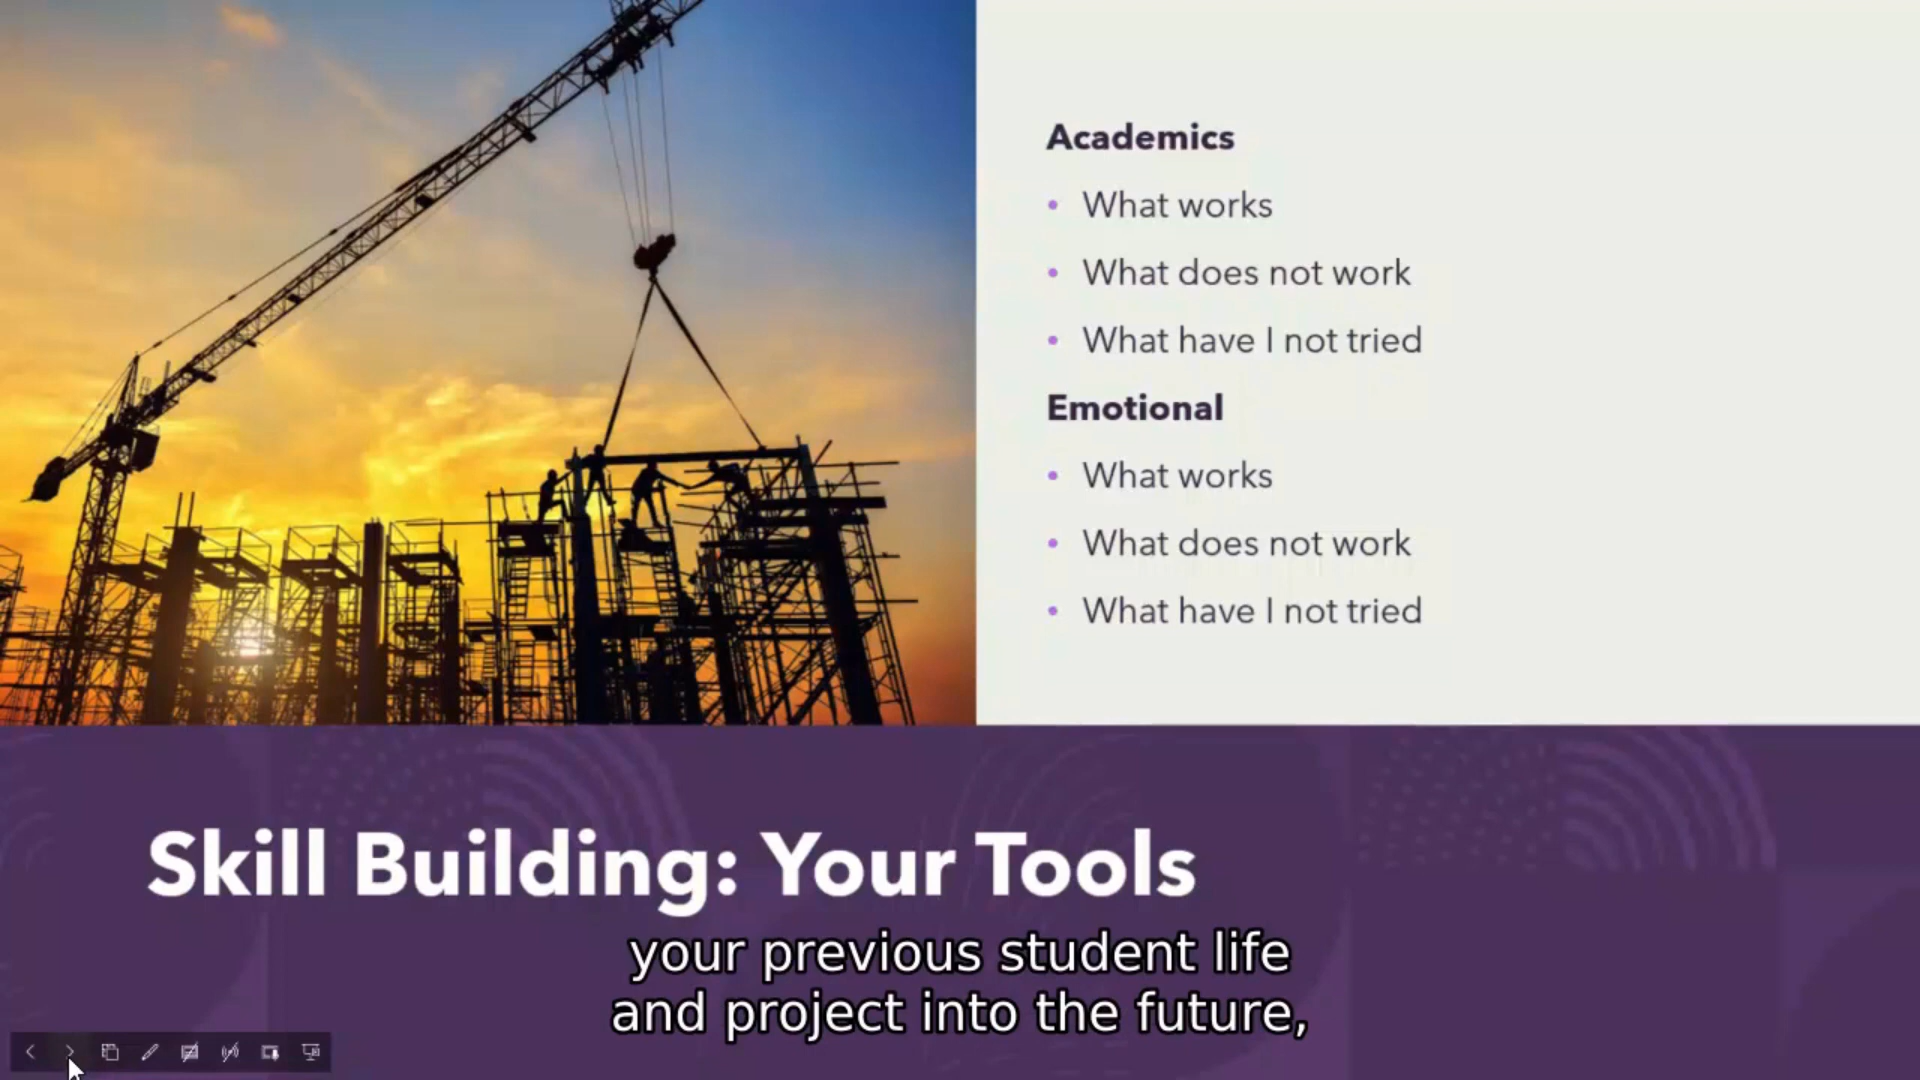 Academics
• What works
• What does not work
• What have I not tried
Emotional
• What works
• What does not work
• What have I not tried
Skill Building: Your Tools
your previous student life
and project into the future,